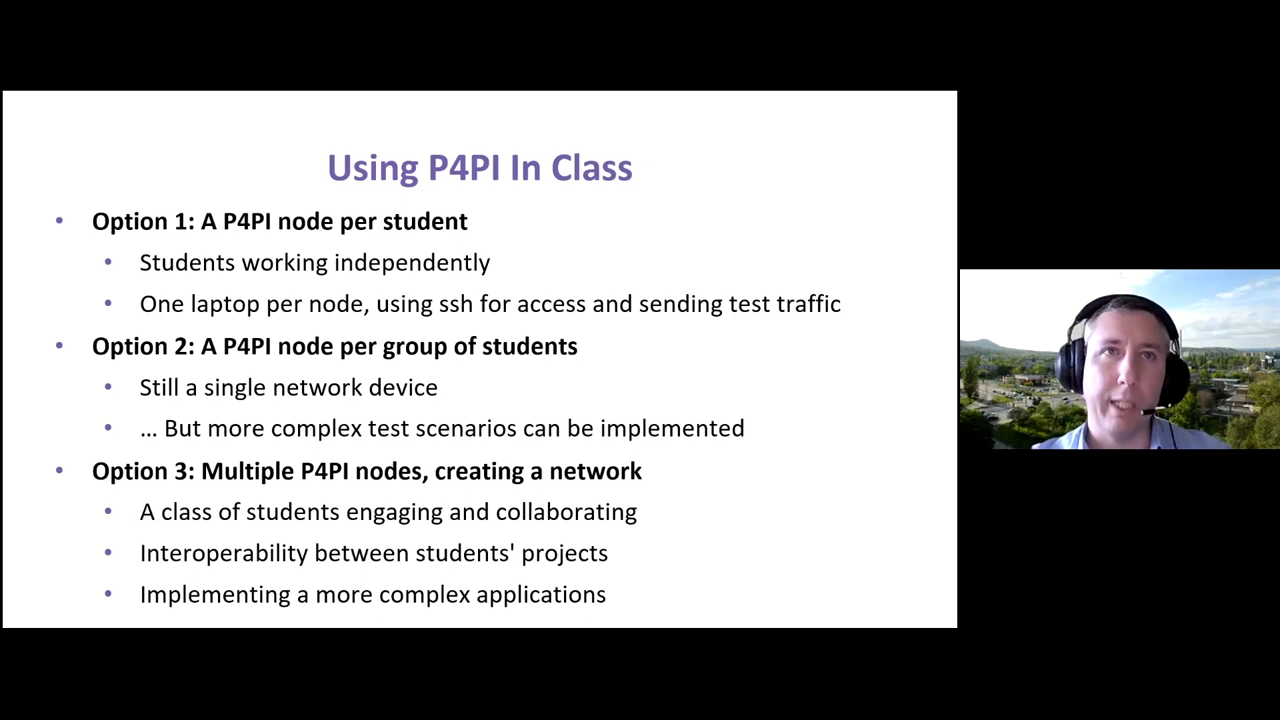 Using P4PI In Class
• Option 1: A P4PI node per student
• Students working independently
• One laptop per node, using ssh for access and sending test traffic
• Option 2: A P4PI node per group of students
• Still a single network device
• … But more complex test scenarios can be implemented
• Option 3: Multiple P4PI nodes, creating a network
• A class of students engaging and collaborating
• Interoperability between students' projects
• Implementing a more complex applications